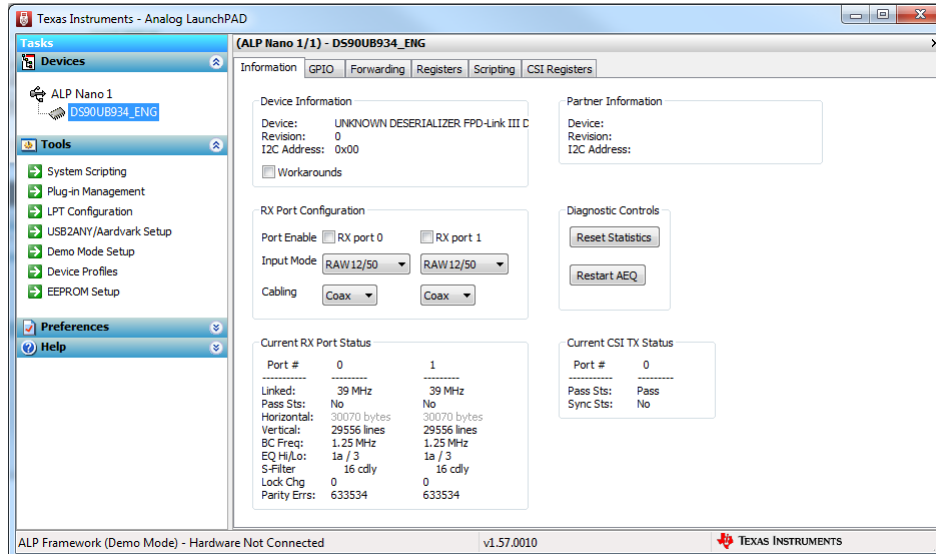 Texas Instruments - Analog LaunchPAD
Tasks
Devices
ALP Nano 1
DS90UB934_ENG
Tools
System Scripting
Plug-in Management
LPT Configuration
USB2ANY/Aardvark Setup
Demo Mode Setup
Device Profiles
EEPROM Setup
Preferences
Help
(ALP Nano 1/1) - DS90UB934_ENG
Information GPIO Forwarding Registers Scripting CSI Registers
Device Information
Device: UNKNOWN DESERIALIZER FPD-Link III D
Revision: 0
I2C Address: 0x00
Workarounds
Partner Information
Device:
Revision:
I2C Address:
RX Port Configuration
Port Enable RX port 0 RX port 1
Input Mode RAW12/50 RAW12/50
Cabling Coax Coax
Diagnostic Controls
Reset Statistics
Restart AEQ
Current RX Port Status
Port # 0 1
----------- --------- ---------
Linked: 39 MHz 39 MHz
Pass Sts: No No
Horizontal: 30070 bytes 30070 bytes
Vertical: 29556 lines 29556 lines
BC Freq: 1.25 MHz 1.25 MHz
EQ Hi/Lo: 1a / 3 1a / 3
S-Filter 16 cdly 16 cdly
Lock Chg 0 0
Parity Errs: 633534 633534
Current CSI TX Status
Port # 0
----------- ---------
Pass Sts: Pass
Sync Sts: No
ALP Framework (Demo Mode) - Hardware Not Connected v1.57.0010 TEXAS INSTRUMENTS